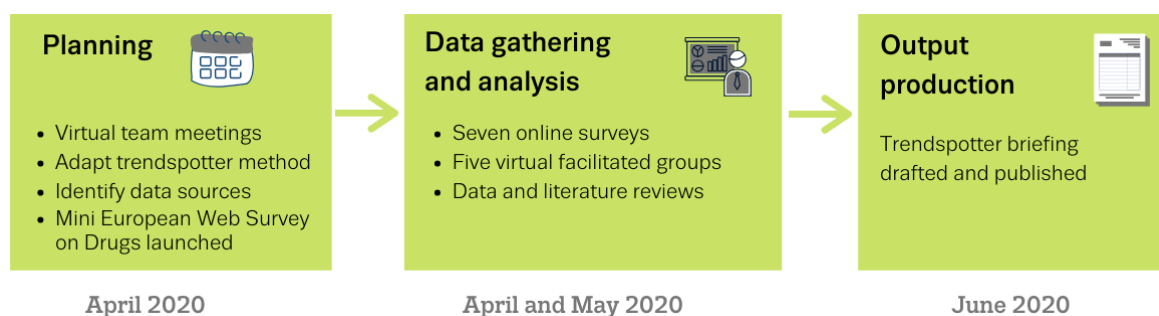 Planning
• Virtual team meetings
• Adapt trendspotter method
• Identify data sources
• Mini European Web Survey
on Drugs launched
April 2020
Data gathering
and analysis
• Seven online surveys
• Five virtual facilitated groups
• Data and literature reviews
April and May 2020
Output
production
Trendspotter briefing
drafted and published
June 2020